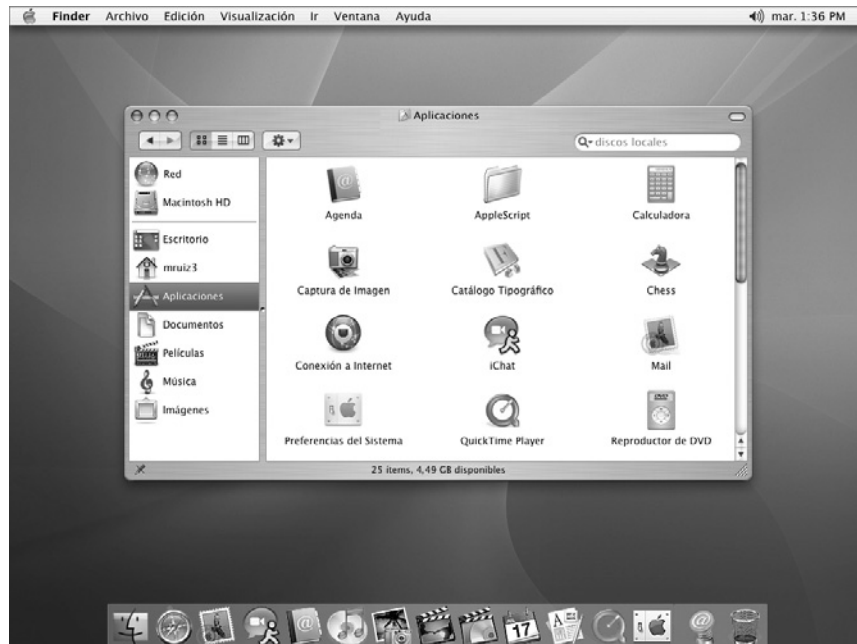 Finder Archivo Edición Visualización Ir Ventana Ayuda mar. 1:36 PM
Aplicaciones
discos locales
Red
Macintosh HD
Escritorio
mruiz3
Aplicaciones
Documentos
Películas
Música
Imágenes
Agenda AppleScript Calculadora
Captura de Imagen Catálogo Tipográfico Chess
Conexión a Internet iChat Mail
Preferencias del Sistema QuickTime Player Reproductor de DVD
25 items, 4,49 GB disponibles
17